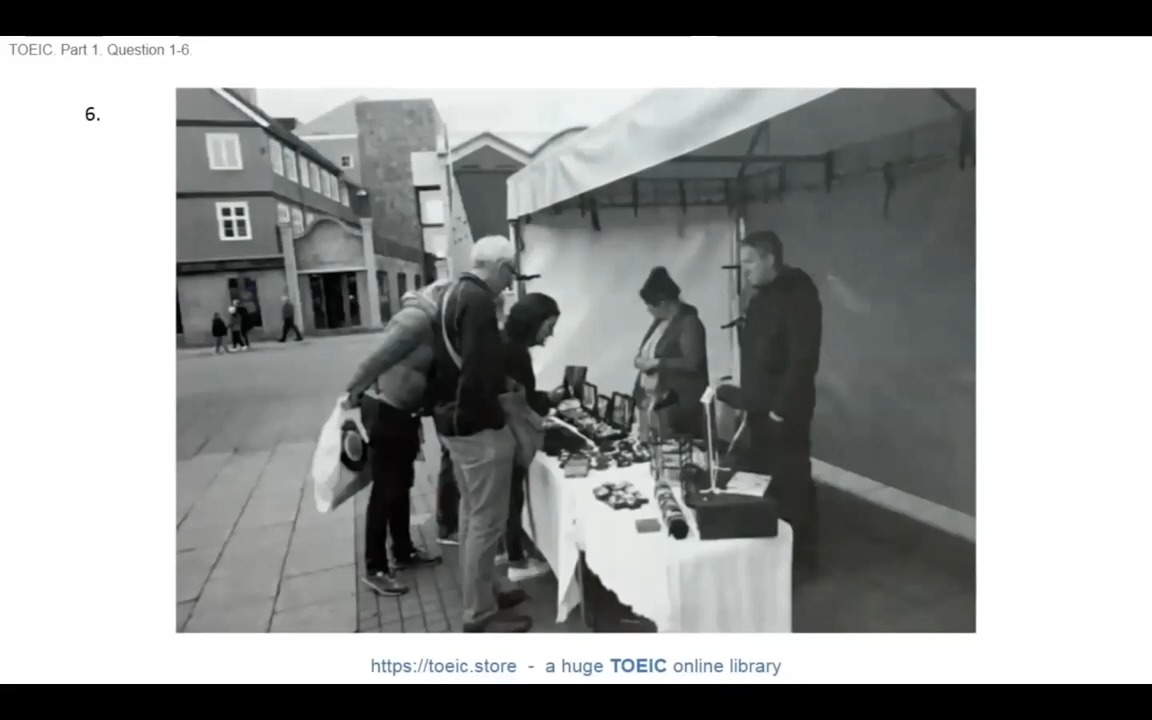 TOEIC. Part 1. Question 1-6.
6.
https://toeic.store - a huge TOEIC online library